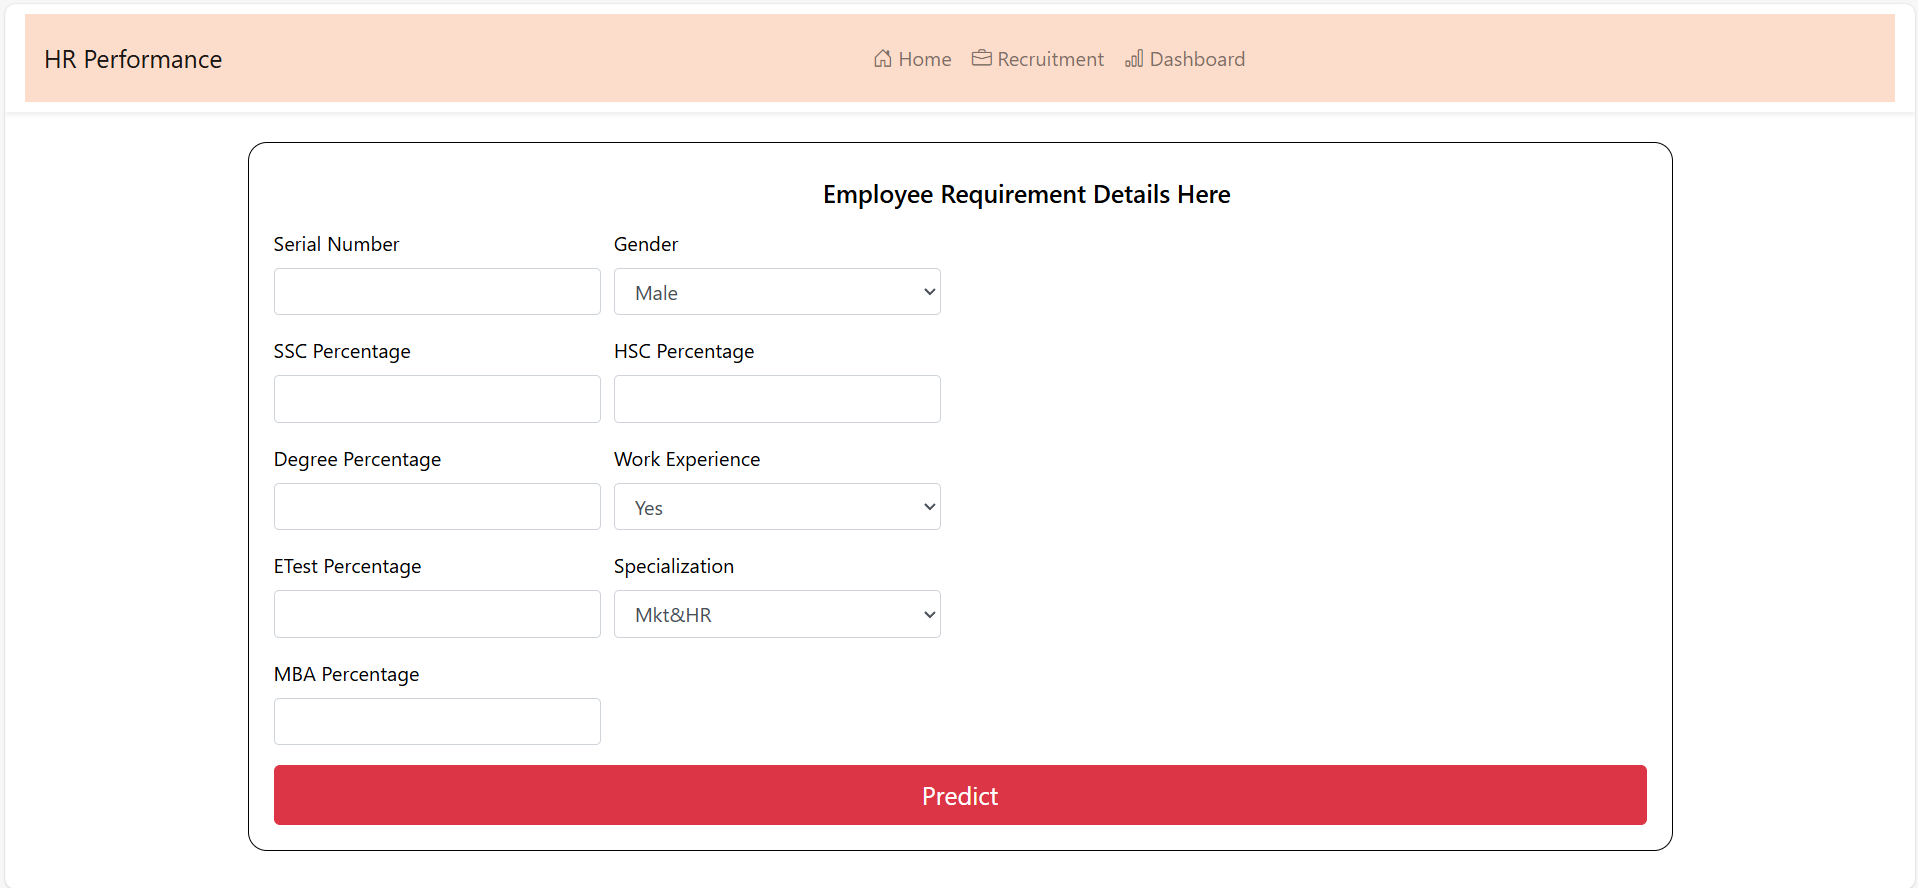 HR Performance
Home Recruitment Dashboard
Employee Requirement Details Here
Serial Number Gender
Male
SSC Percentage HSC Percentage
Degree Percentage Work Experience
Yes
ETest Percentage Specialization
Mkt&HR
MBA Percentage
Predict